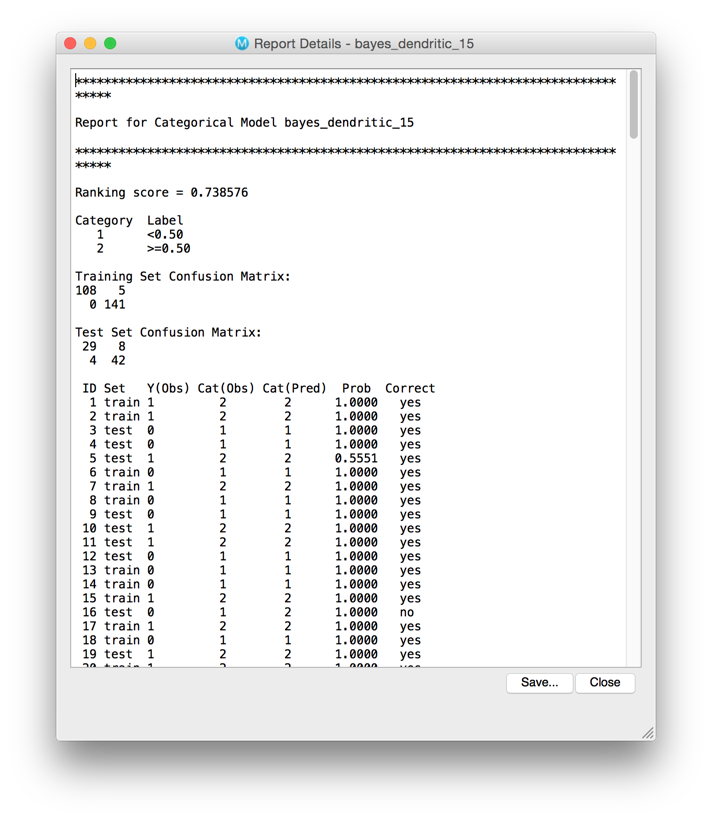 Report Details - bayes_dendritic_15
***************************************************************************
*****
Report for Categorical Model bayes_dendritic_15
***************************************************************************
*****
Ranking score = 0.738576
Category  Label
   1      <0.50
   2      >=0.50
Training Set Confusion Matrix:
108   5
  0 141
Test Set Confusion Matrix:
 29   8
  4  42
 ID Set   Y(Obs) Cat(Obs) Cat(Pred)  Prob  Correct
  1 train 1         2        2      1.0000   yes
  2 train 1         2        2      1.0000   yes
  3 test  0         1        1      1.0000   yes
  4 test  0         1        1      1.0000   yes
  5 test  1         2        2      0.5551   yes
  6 train 0         1        1      1.0000   yes
  7 train 1         2        2      1.0000   yes
  8 train 0         1        1      1.0000   yes
  9 test  0         1        1      1.0000   yes
 10 test  1         2        2      1.0000   yes
 11 test  1         2        2      1.0000   yes
 12 test  0         1        1      1.0000   yes
 13 train 0         1        1      1.0000   yes
 14 train 0         1        1      1.0000   yes
 15 train 1         2        2      1.0000   yes
 16 test  0         1        2      1.0000   no
 17 train 1         2        2      1.0000   yes
 18 train 0         1        1      1.0000   yes
 19 test  1         2        2      1.0000   yes
 20 train 1         2        2      1.0000   yes
Save... Close